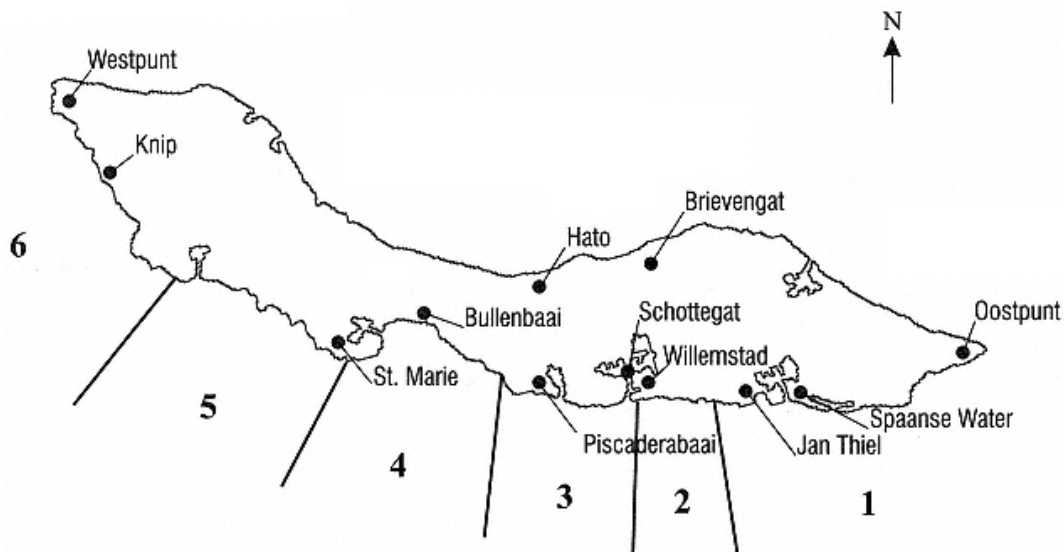 N
Westpunt
Knip
Brievengat
6
Hato
Schottegat
Oostpunt
Bullenbaai
Willemstad
St. Marie
5
Spaanse Water
Piscaderabaai
Jan Thiel
4
3
2
1